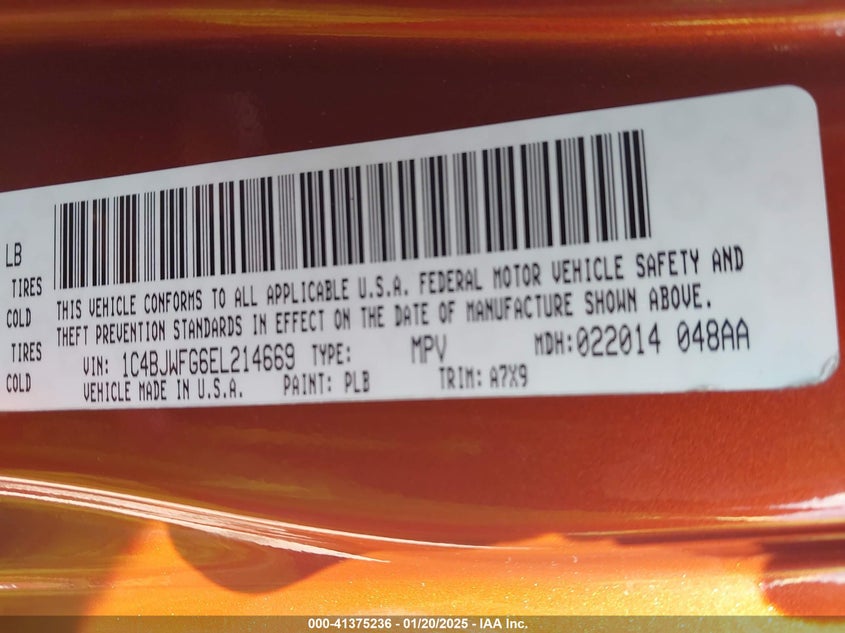 LB
TIRES
COLD
TIRES
COLD
THIS VEHICLE CONFORMS TO ALL APPLICABLE U.S.A. FEDERAL MOTOR VEHICLE SAFETY AND
THEFT PREVENTION STANDARDS IN EFFECT ON THE DATE OF MANUFACTURE SHOWN ABOVE.
VIN: 1C4BJWFG6EL214669 TYPE: MPV MDH:022014 048AA
VEHICLE MADE IN U.S.A. PAINT: PLB TRIM: A7X9
000-41375236 - 01/20/2025 - IAA Inc.